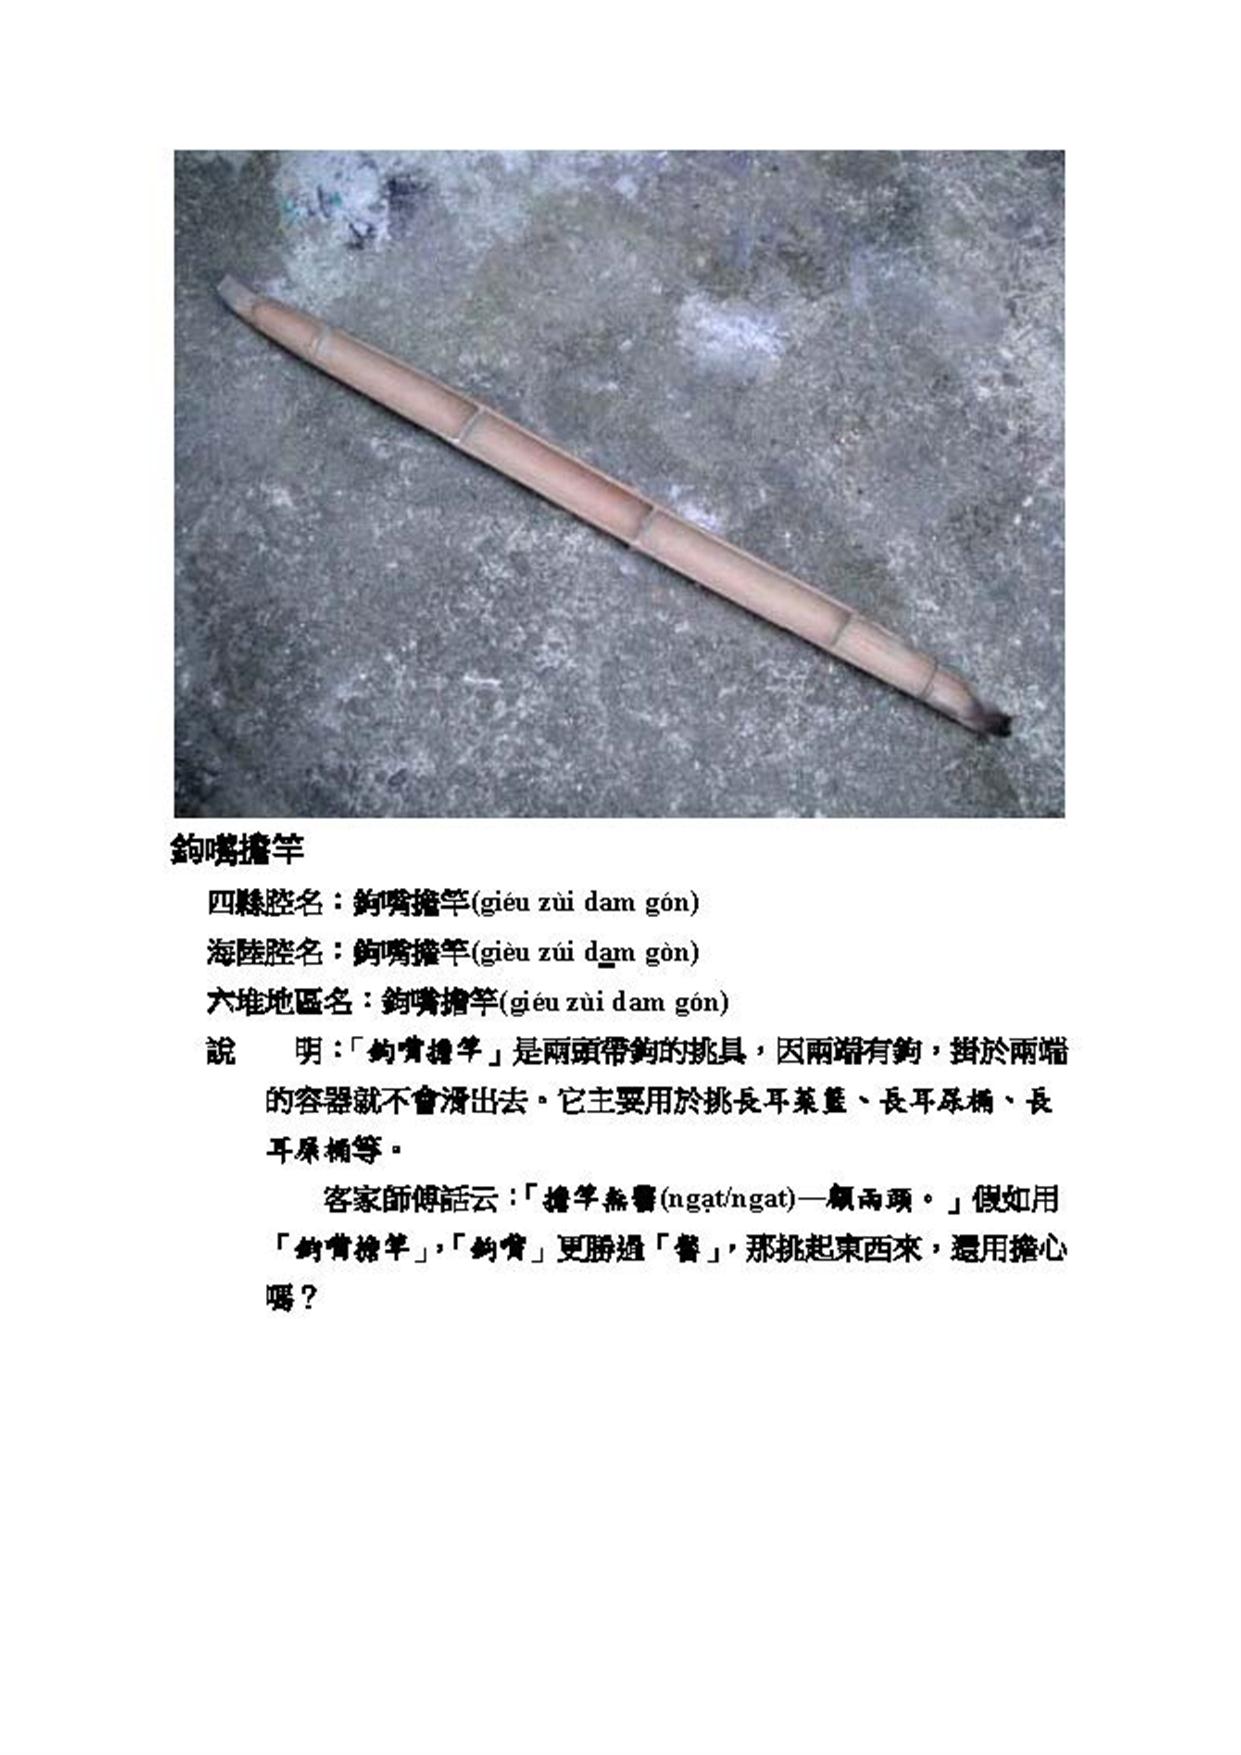 鉤嘴擔竿
四縣腔名：鉤嘴擔竿(giéu zùi dam gón)
海陸腔名：鉤嘴擔竿(gièu zúi da̲m gòn)
六堆地區名：鉤嘴擔竿(giéu zùi dam gón)
說　　明：「鉤嘴擔竿」是兩頭帶鉤的挑具，因兩端有鉤，掛於兩端
的容器就不會滑出去。它主要用於挑長耳菜籃、長耳尿桶、長
耳屎桶等。
客家師傅話云：「擔竿無齧(ngạt/ngat)—顧兩頭。」假如用
「鉤嘴擔竿」，「鉤嘴」更勝過「齧」，那挑起東西來，還用擔心
嗎？